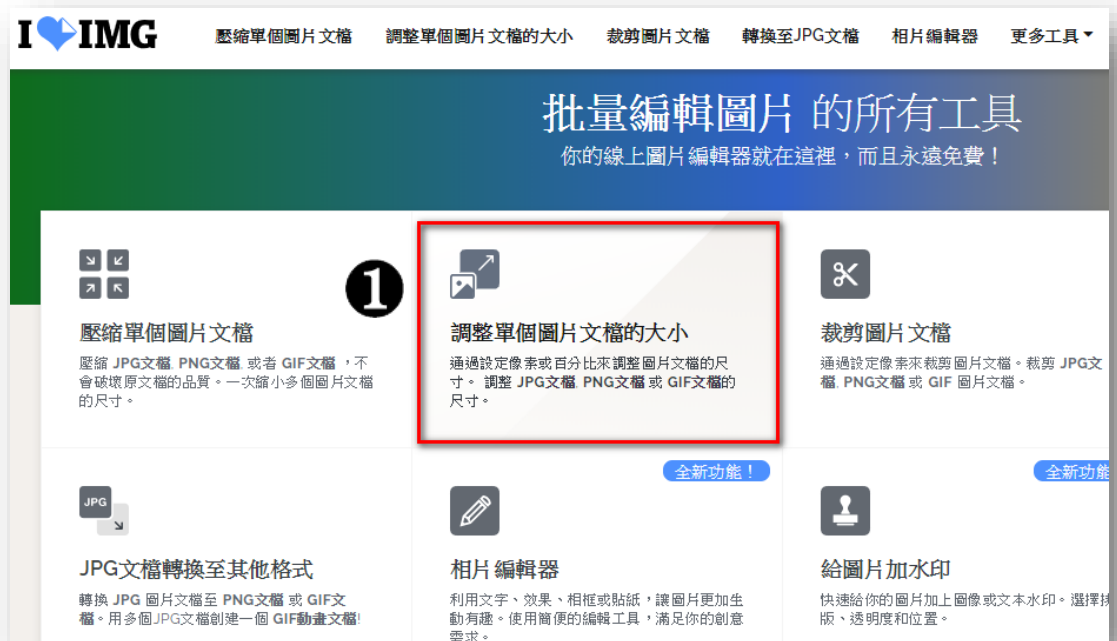 I IMG
壓縮單個圖片文檔 調整單個圖片文檔的大小 裁剪圖片文檔 轉換至JPG文檔 相片編輯器 更多工具
批量編輯圖片 的所有工具
你的線上圖片編輯器就在這裡，而且永遠免費！
1
壓縮單個圖片文檔
壓縮 JPG文檔, PNG文檔, 或者 GIF文檔 ，不
會破壞原文檔的品質。一次縮小多個圖片文檔
的尺寸。
調整單個圖片文檔的大小
通過設定像素或百分比來調整圖片文檔的尺
寸。 調整 JPG文檔, PNG文檔 或 GIF文檔的
尺寸。
裁剪圖片文檔
通過設定像素來裁剪圖片文檔。裁剪 JPG文
檔, PNG文檔 或 GIF 圖片文檔。
JPG
JPG文檔轉換至其他格式
轉換 JPG 圖片文檔至 PNG文檔 或 GIF文
檔。用多個JPG文檔創建一個 GIF動畫文檔!
全新功能！
相片編輯器
利用文字、效果、相框或貼紙，讓圖片更加生
動有趣。使用簡便的編輯工具，滿足你的創意
需求。
全新功能
給圖片加水印
快速給你的圖片加上圖像或文本水印。選擇排
版、透明度和位置。